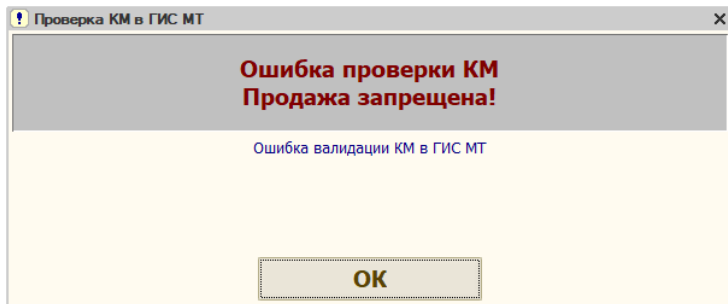 Проверка КМ в ГИС МТ
Ошибка проверки КМ
Продажа запрещена!
Ошибка валидации КМ в ГИС МТ
ОК